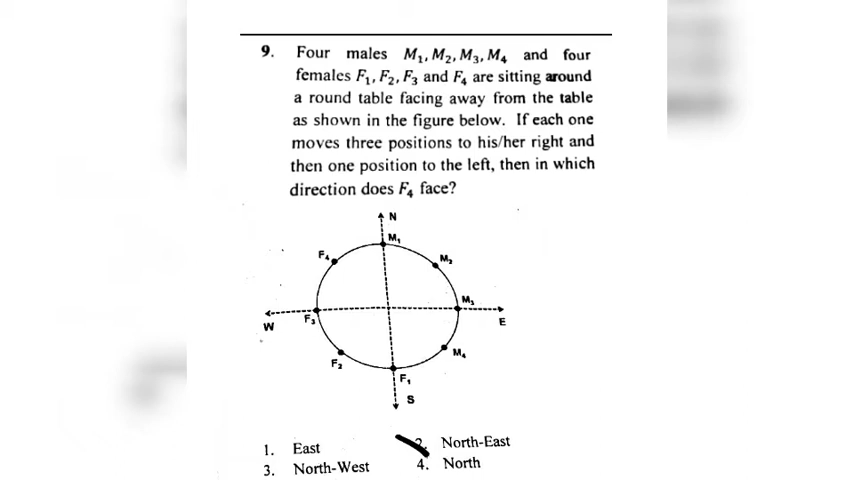 9. Four males M₁, M₂, M₃, M₄ and four
females F₁, F₂, F₃ and F₄ are sitting around
a round table facing away from the table
as shown in the figure below. If each one
moves three positions to his/her right and
then one position to the left, then in which
direction does F₄ face?
N
M₁
F₄
M₂
M₃
W
F₃
E
M₄
F₂
F₁
S
1. East 2. North-East
3. North-West 4. North